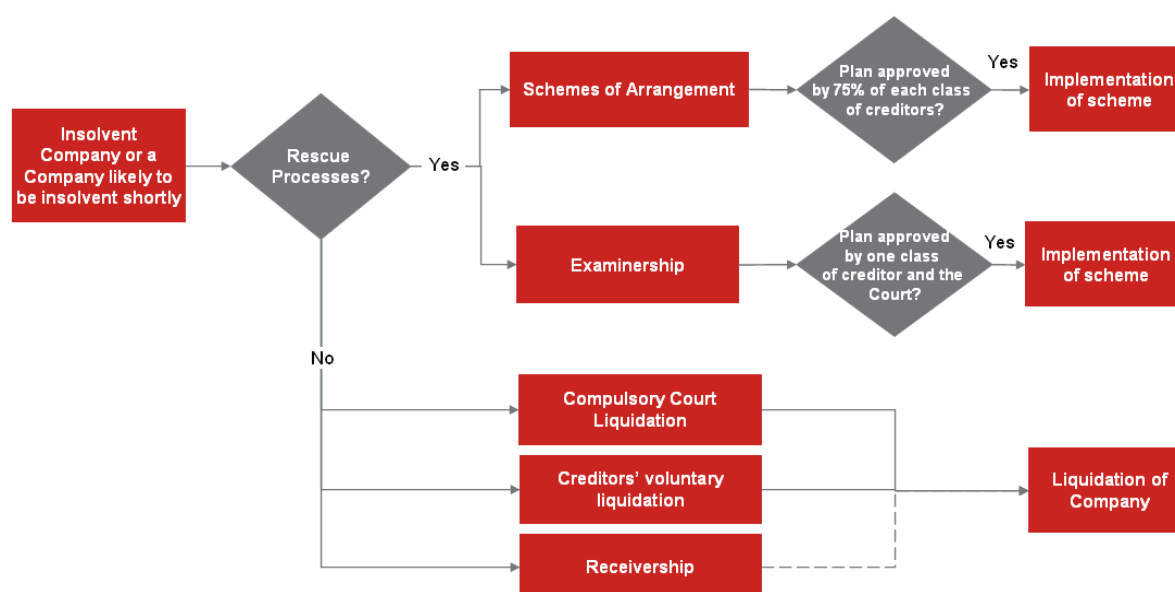 Insolvent
Company or a
Company likely to
be insolvent shortly
Rescue
Processes?
Yes
Schemes of Arrangement
Plan approved
by 75% of each class
of creditors?
Yes
Implementation
of scheme
Examinership
Plan approved
by one class
of creditor and the
Court?
Yes
Implementation
of scheme
No
Compulsory Court
Liquidation
Creditors’ voluntary
liquidation
Receivership
Liquidation of
Company